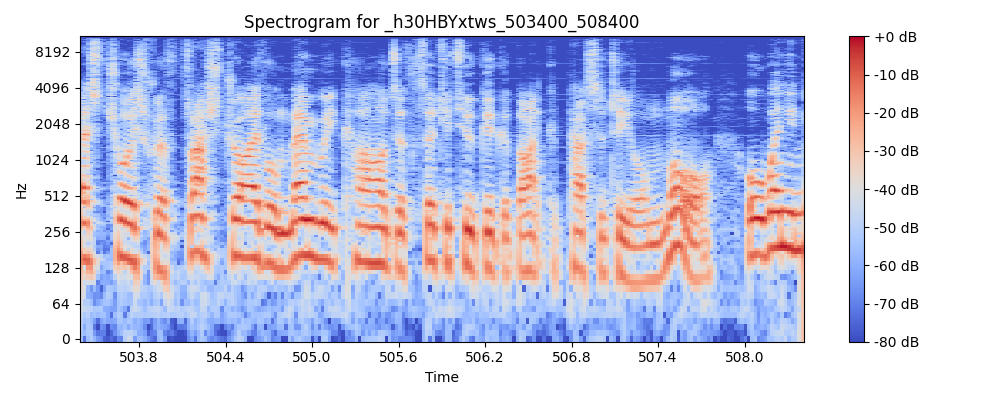 Spectrogram for _h30HBYxtws_503400_508400
8192
4096
2048
1024
512
256
128
64
0
Hz
503.8 504.4 505.0 505.6 506.2 506.8 507.4 508.0
Time
+0 dB
-10 dB
-20 dB
-30 dB
-40 dB
-50 dB
-60 dB
-70 dB
-80 dB